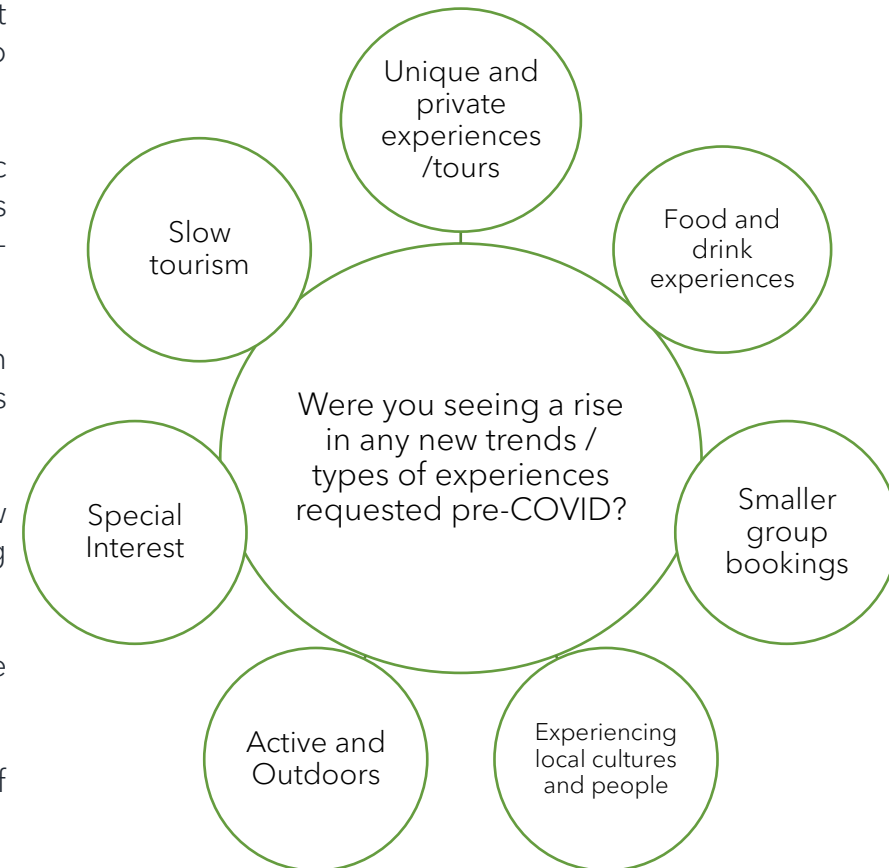 Unique and
private
experiences
/tours
Food and
drink
experiences
Smaller
group
bookings
Experiencing
local cultures
and people
Active and
Outdoors
Special
Interest
Slow
tourism
Were you seeing a rise
in any new trends /
types of experiences
requested pre-COVID?